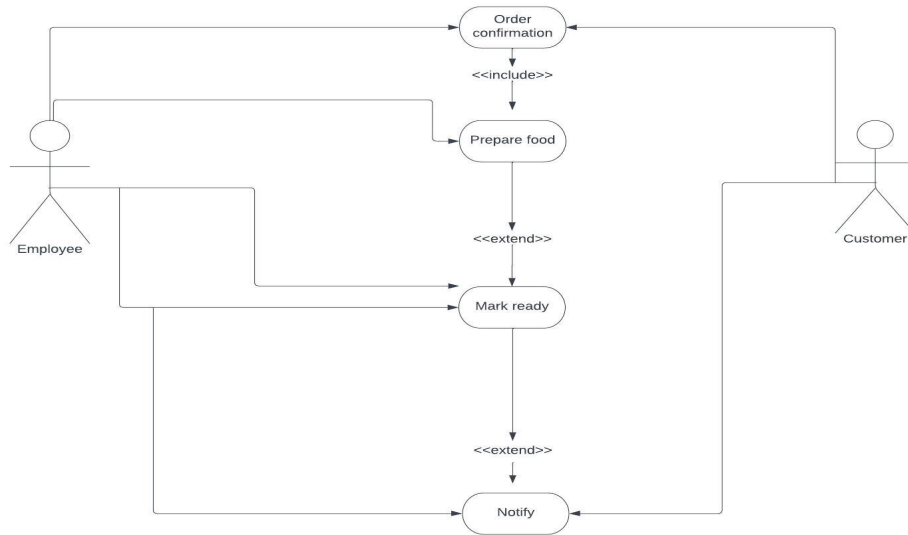 Order
confirmation
<<include>>
Prepare food
<<extend>>
Employee
Customer
Mark ready
<<extend>>
Notify